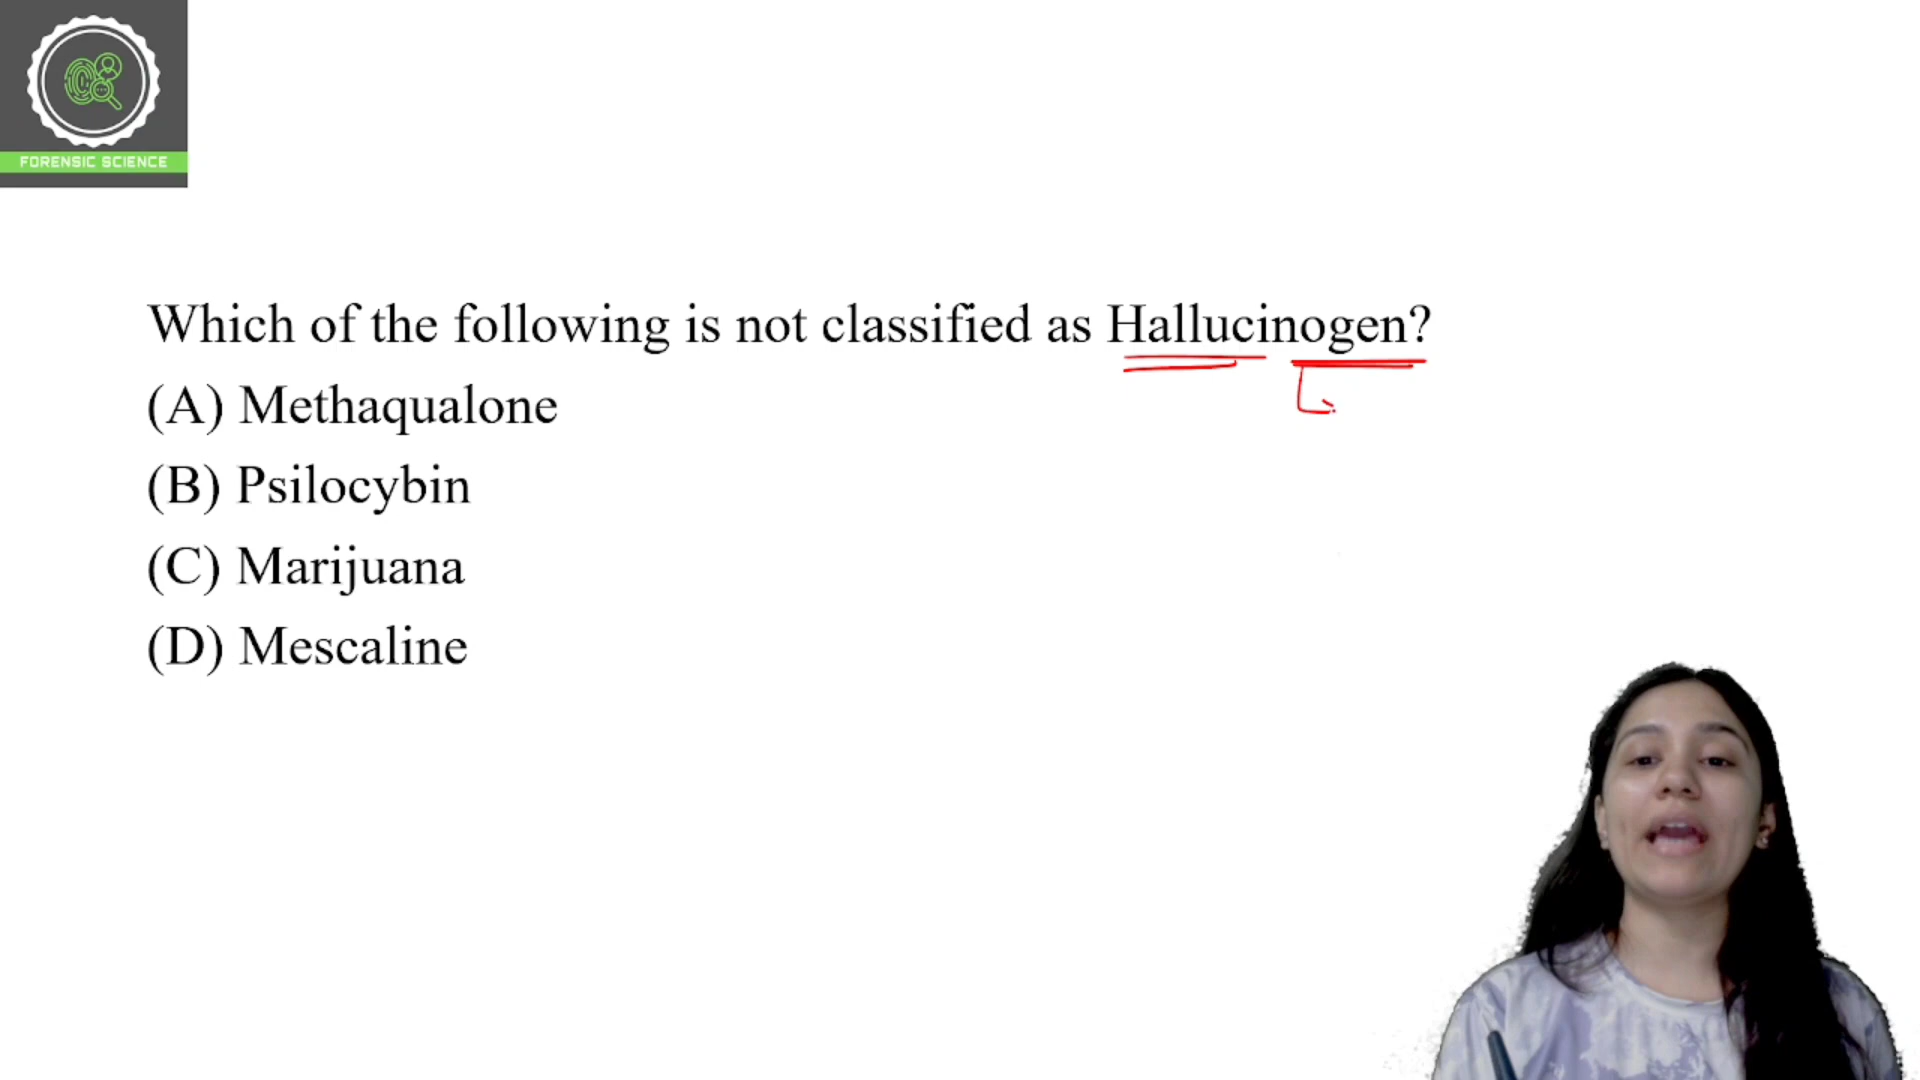 FORENSIC SCIENCE
Which of the following is not classified as Hallucinogen?
(A) Methaqualone
(B) Psilocybin
(C) Marijuana
(D) Mescaline